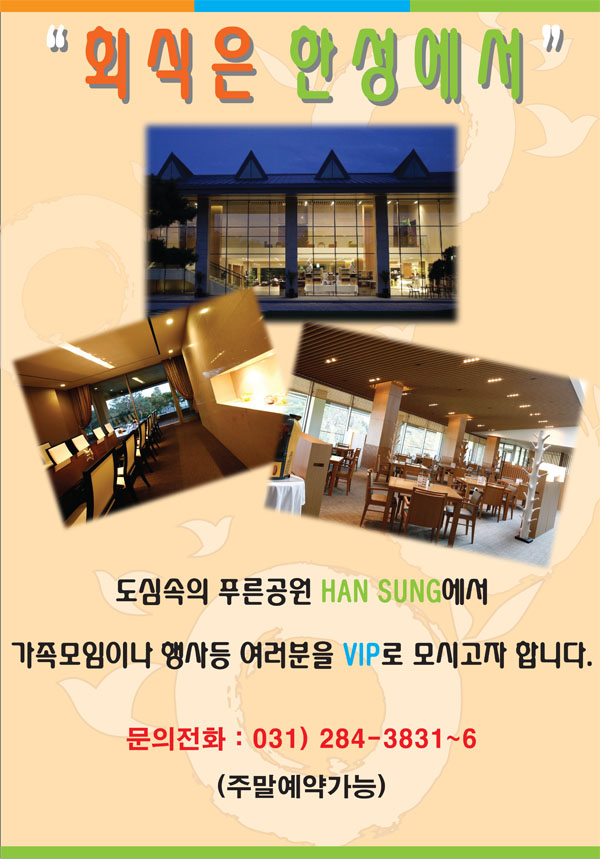 "회식은 한성에서"
도심속의 푸른공원 HAN SUNG에서
가족모임이나 행사등 여러분을 VIP로 모시고자 합니다.
문의전화 : 031) 284-3831~6
(주말예약가능)